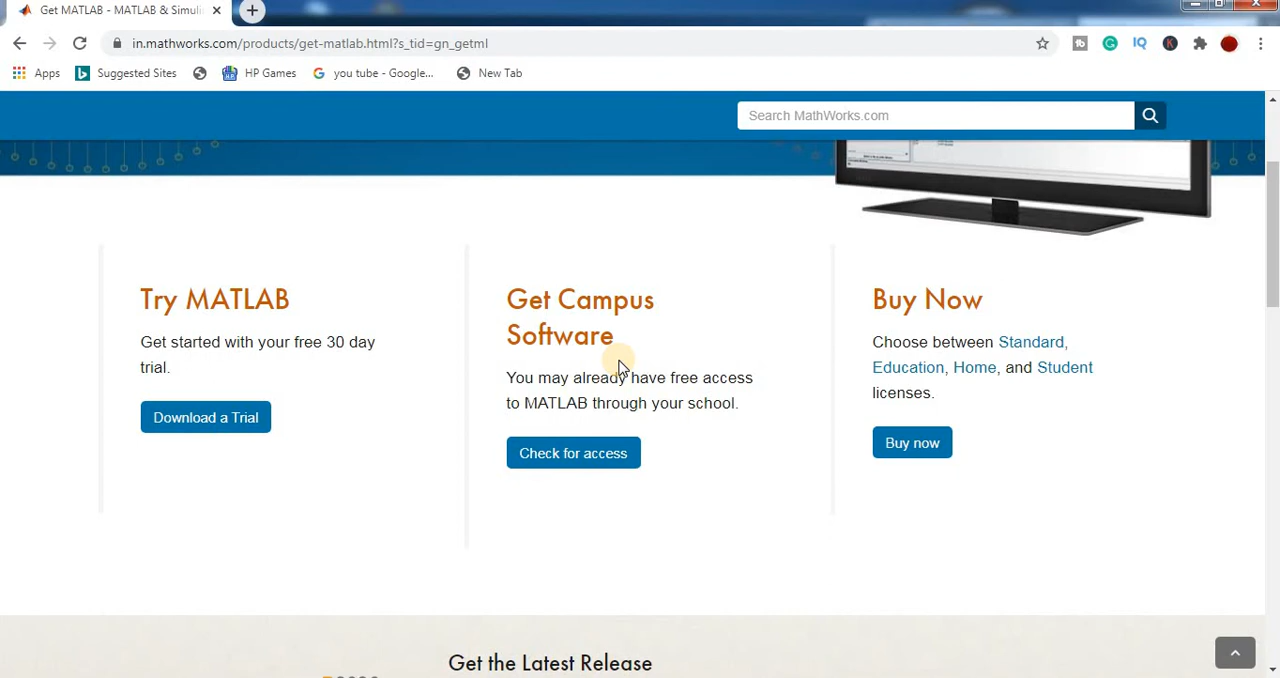 Get MATLAB - MATLAB & Simuli
in.mathworks.com/products/get-matlab.html?s_tid=gn_getml
Apps
Suggested Sites
HP Games
you tube - Google...
New Tab
Search MathWorks.com
Try MATLAB
Get started with your free 30 day
trial.
Download a Trial
Get Campus
Software
You may already have free access
to MATLAB through your school.
Check for access
Buy Now
Choose between Standard,
Education, Home, and Student
licenses.
Buy now
Get the Latest Release